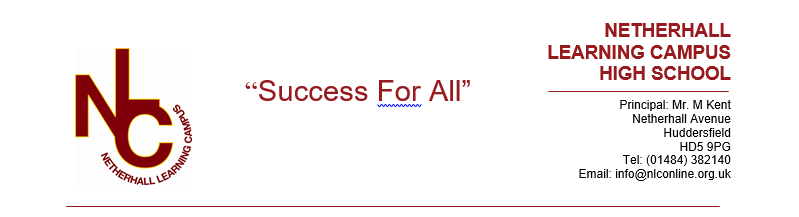 NLC
NETHERHALL LEARNING CAMPUS
“Success For All”
NETHERHALL
LEARNING CAMPUS
HIGH SCHOOL
Principal: Mr. M Kent
Netherhall Avenue
Huddersfield
HD5 9PG
Tel: (01484) 382140
Email: info@nlconline.org.uk